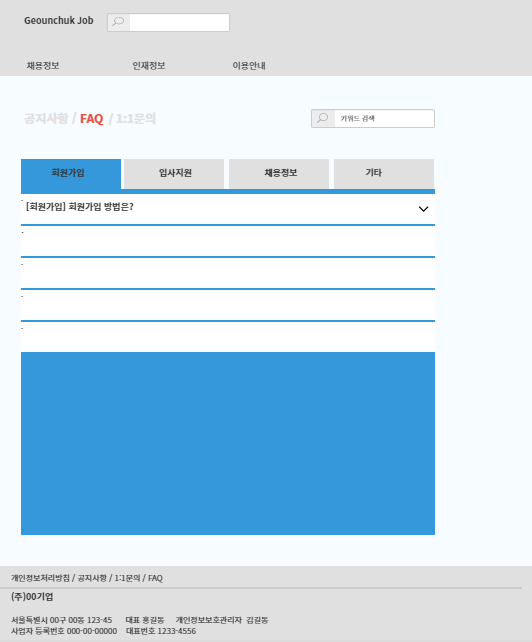 Geounchuk Job
채용정보 인재정보 이용안내
공지사항 / FAQ / 1:1문의
키워드 검색
회원가입 입사지원 채용정보 기타
[회원가입] 회원가입 방법은?
개인정보처리방침 / 공지사항 / 1:1문의 / FAQ
(주)00기업
서울특별시 00구 00동 123-45 대표 홍길동 개인정보보호관리자 김길동
사업자 등록번호 000-00-00000 대표번호 1233-4556